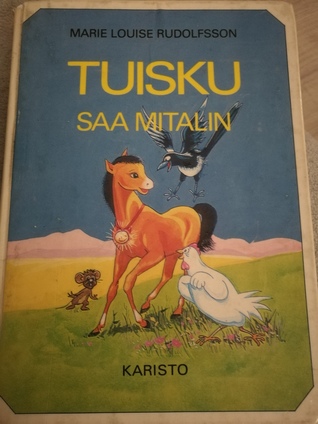 MARIE LOUISE RUDOLFSSON
TUISKU
SAA MITALIN
KARISTO